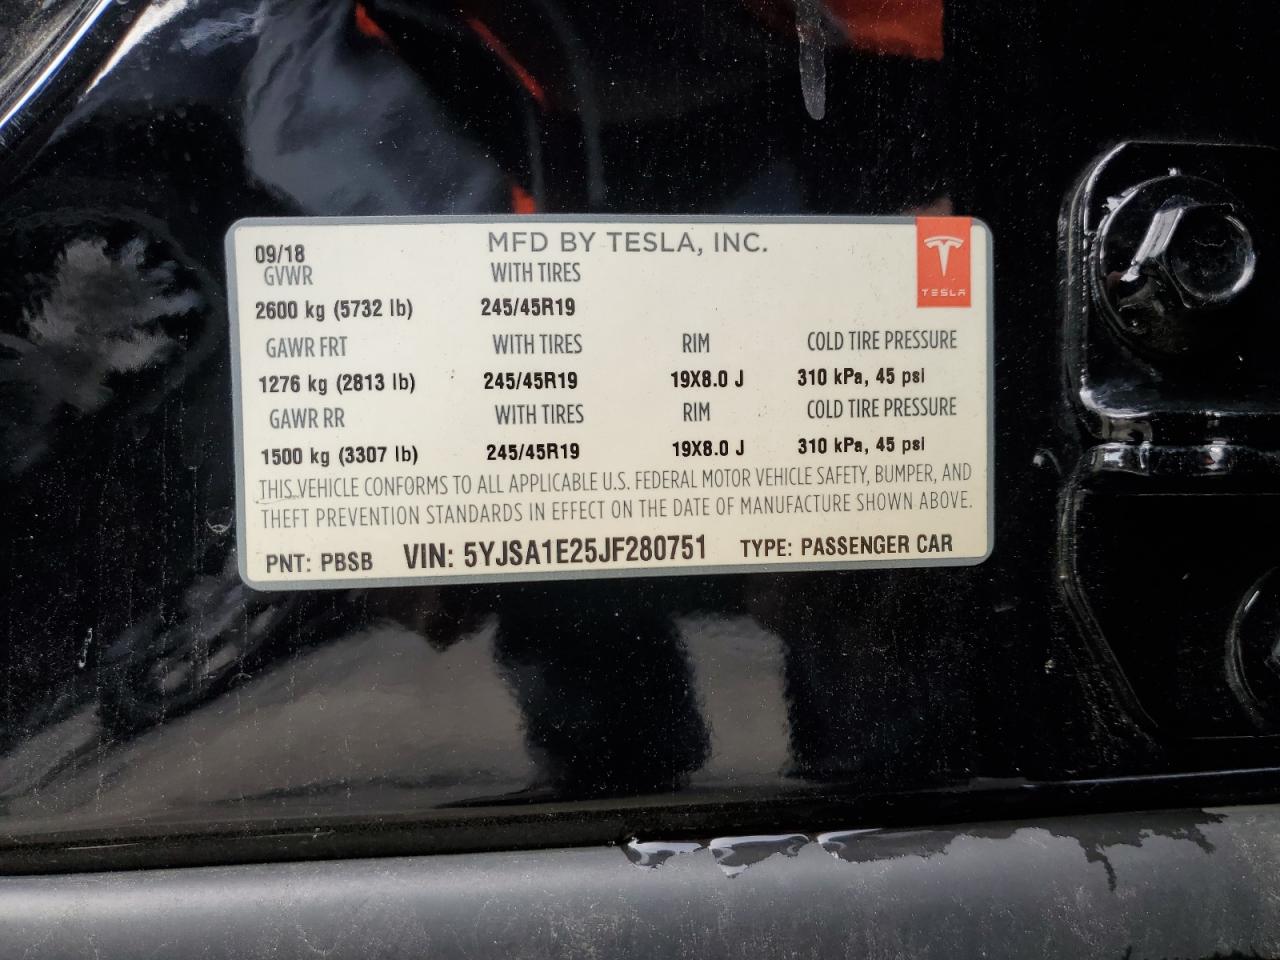 09/18 MFD BY TESLA, INC.
GVWR WITH TIRES
TESLA
2600 kg (5732 lb) 245/45R19
GAWR FRT WITH TIRES RIM COLD TIRE PRESSURE
1276 kg (2813 lb) 245/45R19 19X8.0 J 310 kPa, 45 psi
GAWR RR WITH TIRES RIM COLD TIRE PRESSURE
1500 kg (3307 lb) 245/45R19 19X8.0 J 310 kPa, 45 psi
THIS VEHICLE CONFORMS TO ALL APPLICABLE U.S. FEDERAL MOTOR VEHICLE SAFETY, BUMPER, AND
THEFT PREVENTION STANDARDS IN EFFECT ON THE DATE OF MANUFACTURE SHOWN ABOVE.
PNT: PBSB VIN: 5YJSA1E25JF280751 TYPE: PASSENGER CAR